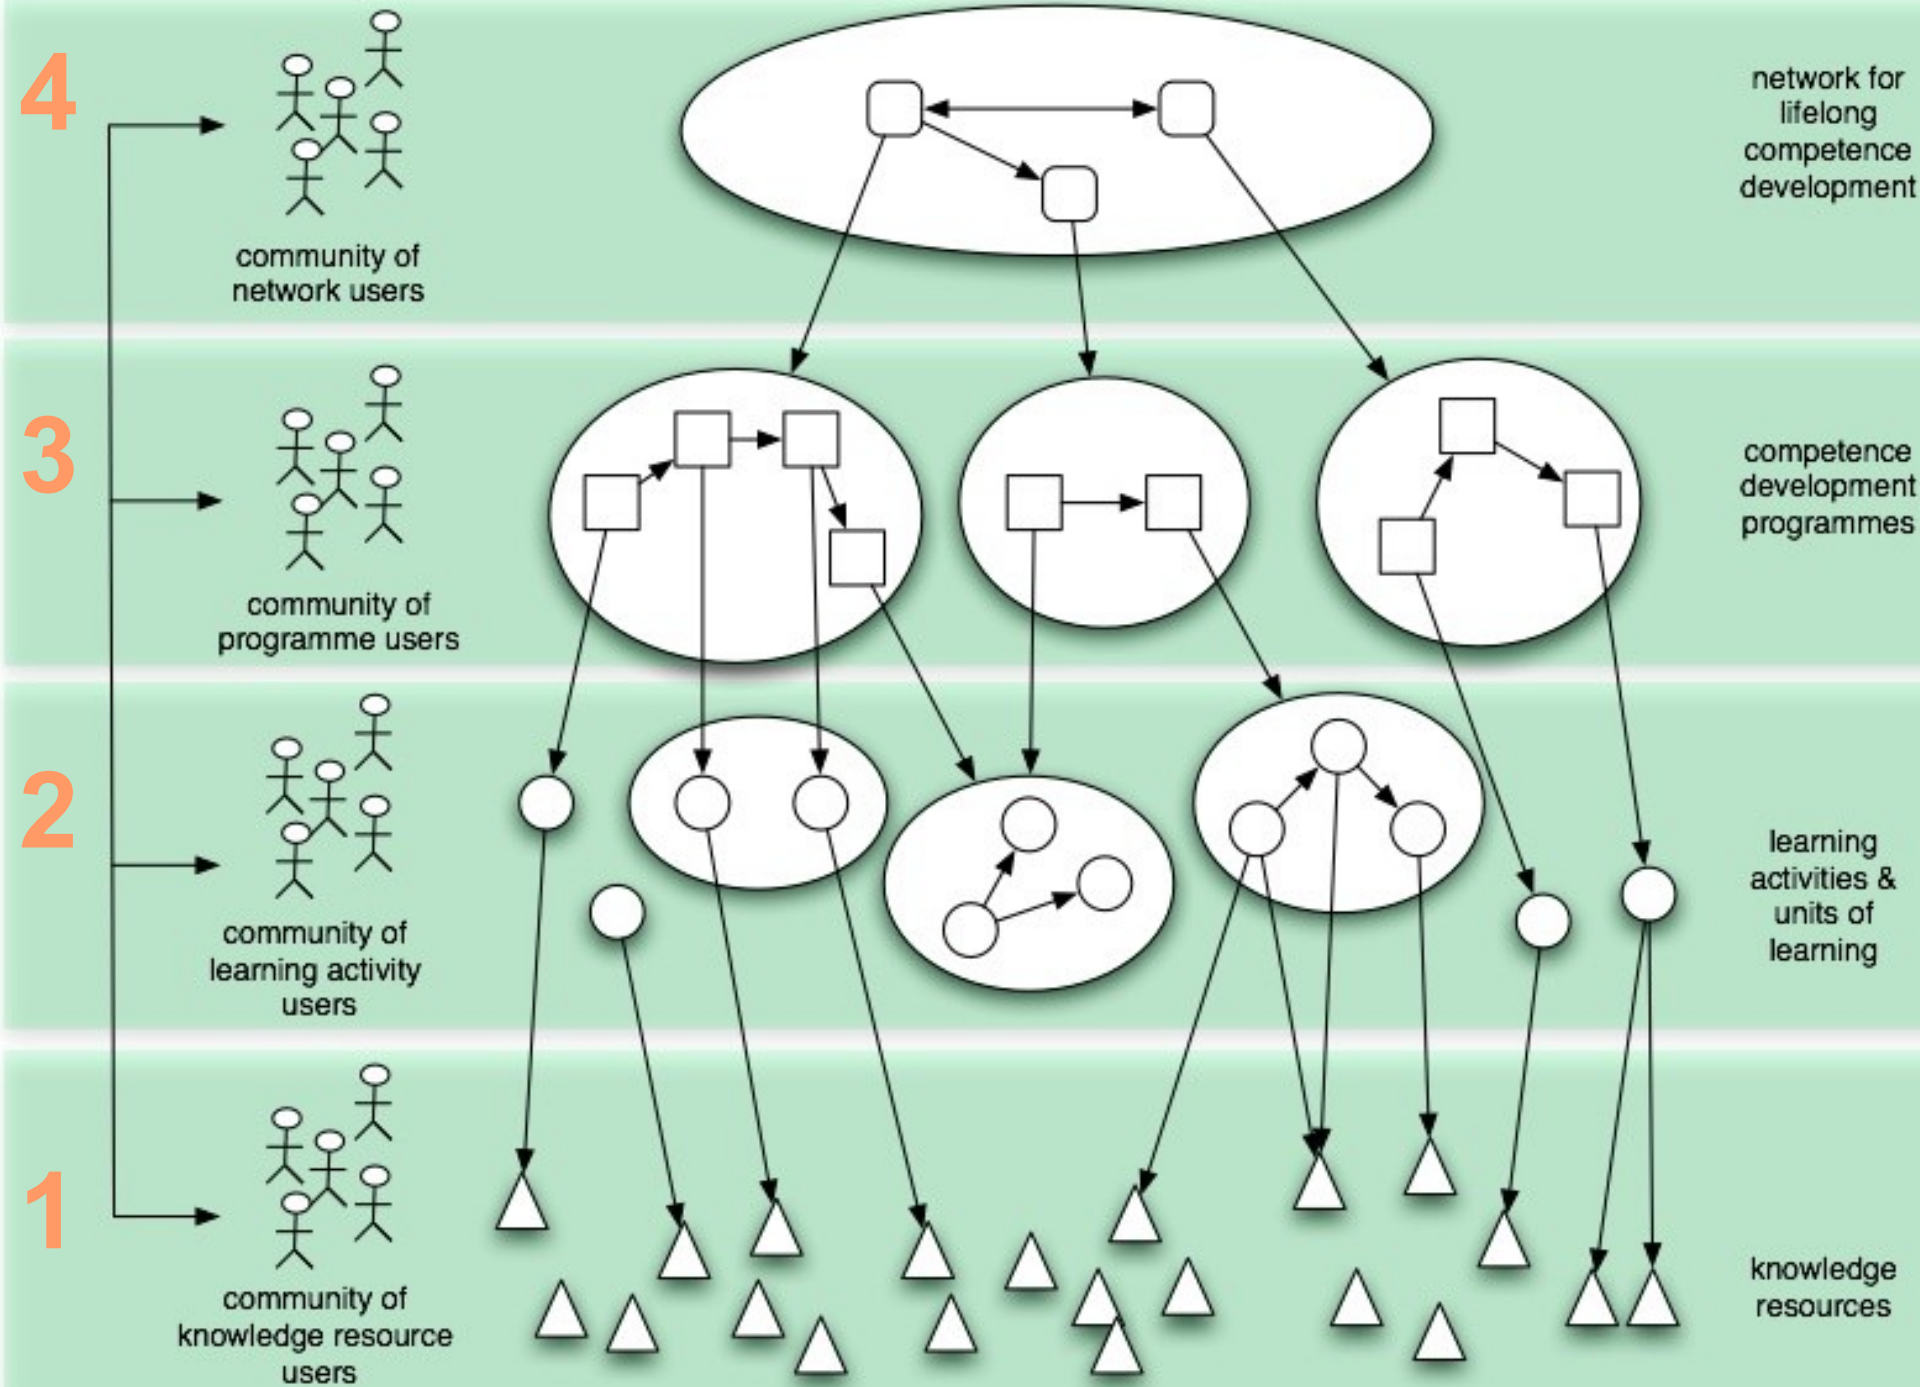 4
community of
network users
network for
lifelong
competence
development
3
community of
programme users
competence
development
programmes
2
community of
learning activity
users
learning
activities &
units of
learning
1
community of
knowledge resource
users
knowledge
resources